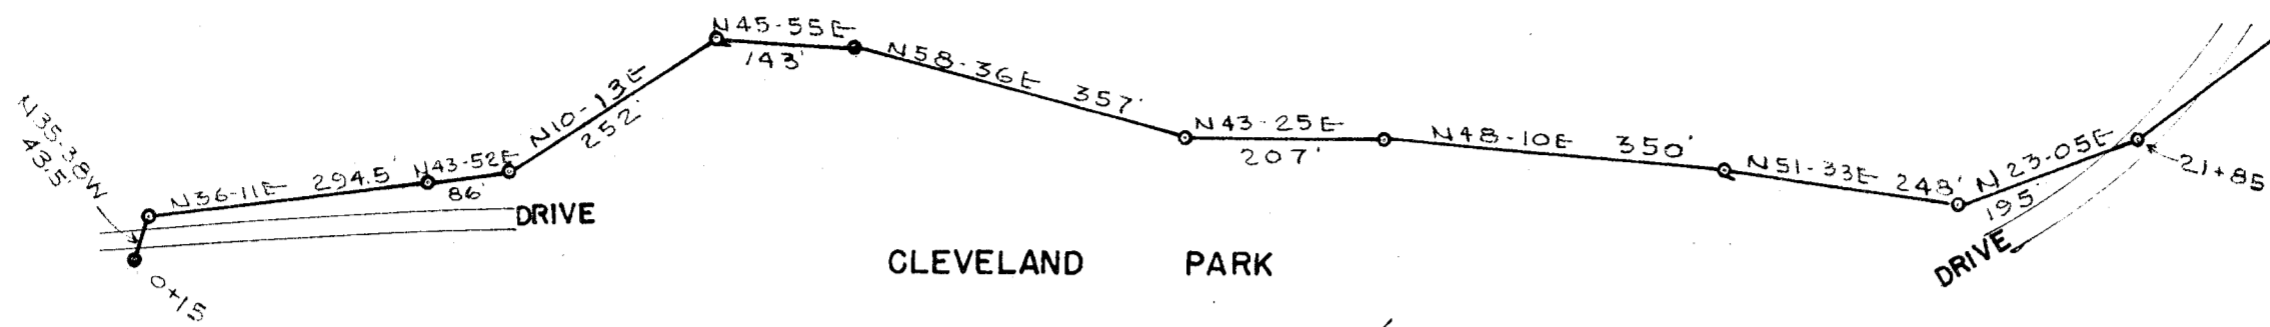 N35-38W
43.5'
0+15
N36-11E 294.5'
N43-52E
86'
DRIVE
N10-13E
252'
N45-55E
143'
N58-36E 357'
N43-25E
207'
N48-10E 350'
N51-33E 248'
N23-05E
195'
21+85
DRIVE
CLEVELAND PARK